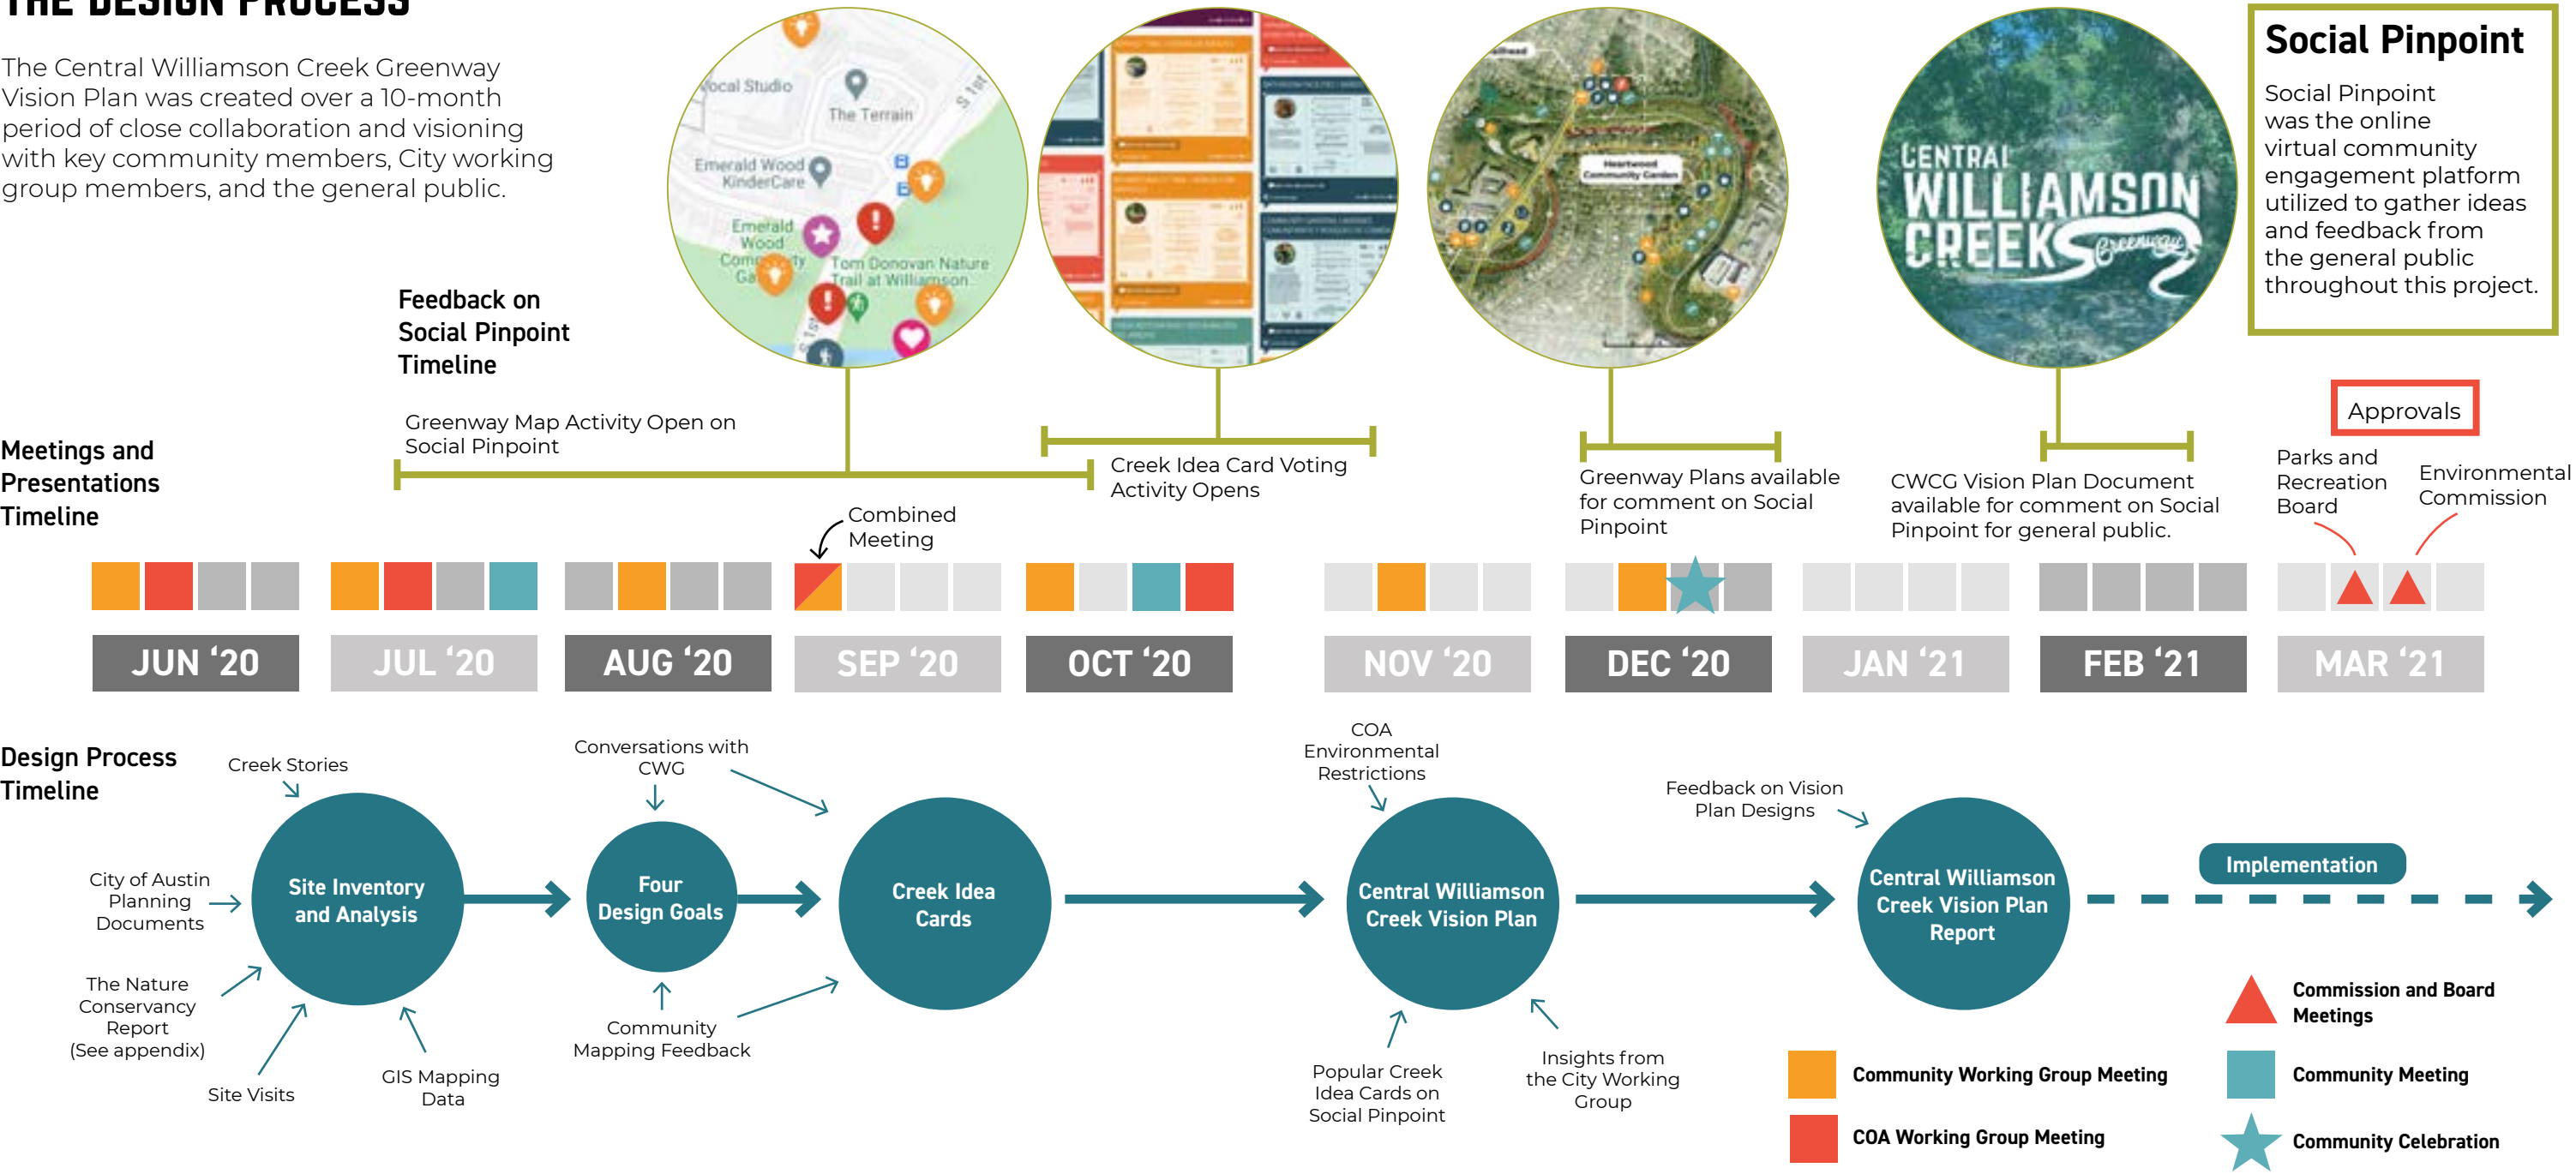 THE DESIGN PROCESS
The Central Williamson Creek Greenway
Vision Plan was created over a 10-month
period of close collaboration and visioning
with key community members, City working
group members, and the general public.
Vocal Studio
The Terrain
S 1st
Emerald Wood
KinderCare
Emerald
Wood
Tom Donovan Nature
Trail at Williamson
S 1st
Heartwood
Community Garden
CENTRAL
WILLIAMSON
CREEK
Greenway
Social Pinpoint
Social Pinpoint
was the online
virtual community
engagement platform
utilized to gather ideas
and feedback from
the general public
throughout this project.
Feedback on
Social Pinpoint
Timeline
Greenway Map Activity Open on
Social Pinpoint
Creek Idea Card Voting
Activity Opens
Greenway Plans available
for comment on Social
Pinpoint
CWCG Vision Plan Document
available for comment on Social
Pinpoint for general public.
Approvals
Parks and
Recreation
Board
Environmental
Commission
Meetings and
Presentations
Timeline
Combined
Meeting
JUN ‘20
JUL ‘20
AUG ‘20
SEP ‘20
OCT ‘20
NOV ‘20
DEC ‘20
JAN ‘21
FEB ‘21
MAR ‘21
Design Process
Timeline
Creek Stories
City of Austin
Planning
Documents
The Nature
Conservancy
Report
(See appendix)
Site Visits
GIS Mapping
Data
Site Inventory
and Analysis
Conversations with
CWG
Four
Design Goals
Community
Mapping Feedback
Creek Idea
Cards
COA
Environmental
Restrictions
Central Williamson
Creek Vision Plan
Popular Creek
Idea Cards on
Social Pinpoint
Insights from
the City Working
Group
Feedback on Vision
Plan Designs
Central Williamson
Creek Vision Plan
Report
Implementation
Commission and Board
Meetings
Community Working Group Meeting
Community Meeting
COA Working Group Meeting
Community Celebration